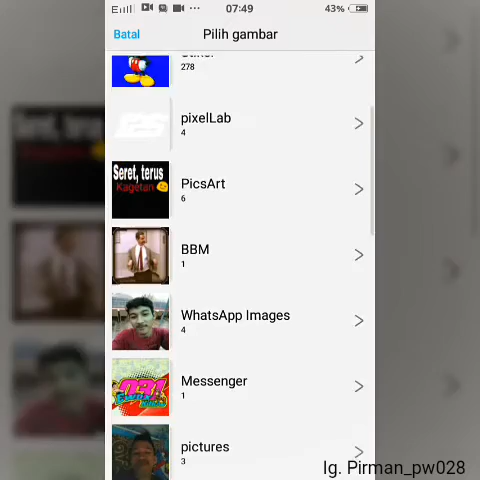 07:49
43%
Batal
Pilih gambar
278
pixelLab
4
PicsArt
6
Seret, terus
Kagetan
BBM
1
WhatsApp Images
4
Messenger
1
pictures
3
Ig. Pirman_pw028